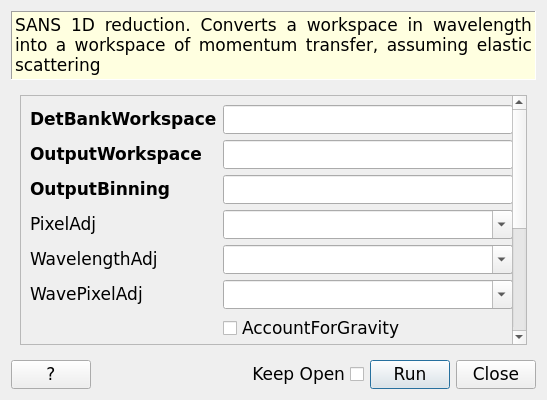 SANS 1D reduction. Converts a workspace in wavelength
into a workspace of momentum transfer, assuming elastic
scattering
DetBankWorkspace
OutputWorkspace
OutputBinning
PixelAdj
WavelengthAdj
WavePixelAdj
AccountForGravity
? Keep Open Run Close